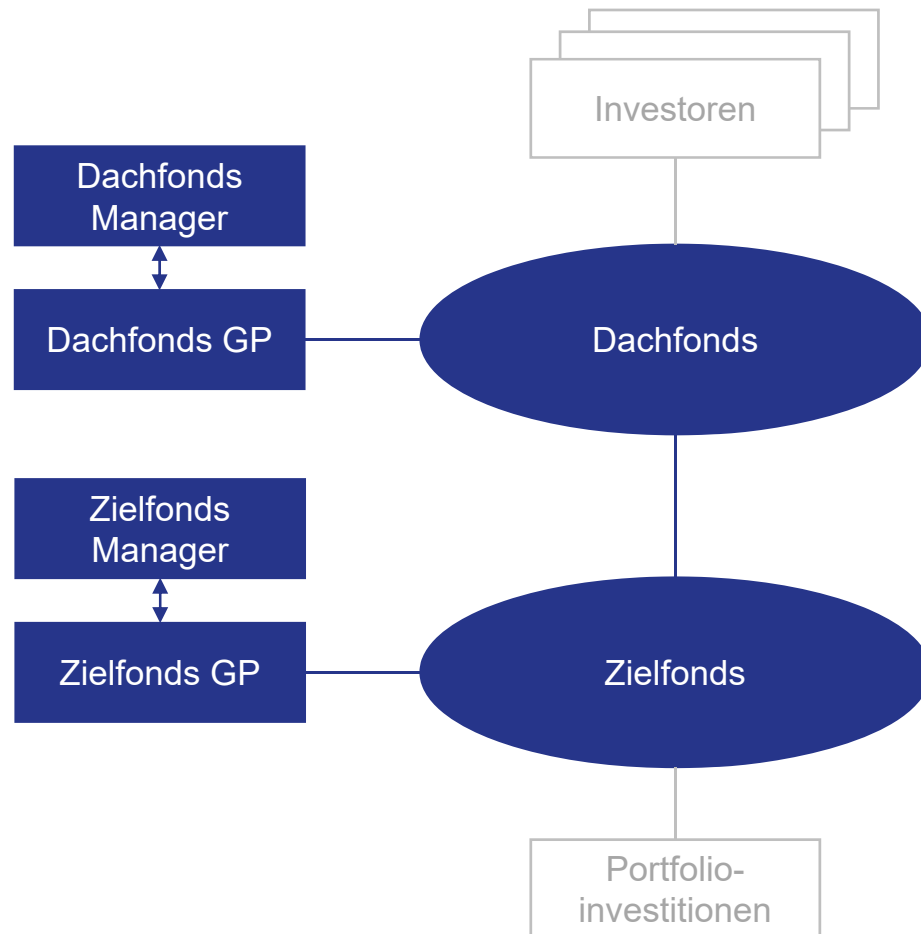 Investoren
Dachfonds
Manager
Dachfonds GP
Dachfonds
Zielfonds
Manager
Zielfonds GP
Zielfonds
Portfolio-
investitionen